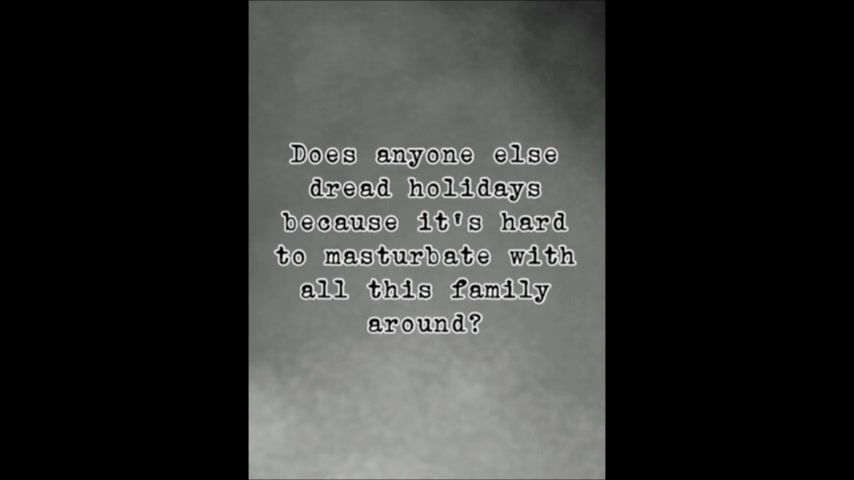 Does anyone else
dread holidays
because it's hard
to masturbate with
all this family
around?